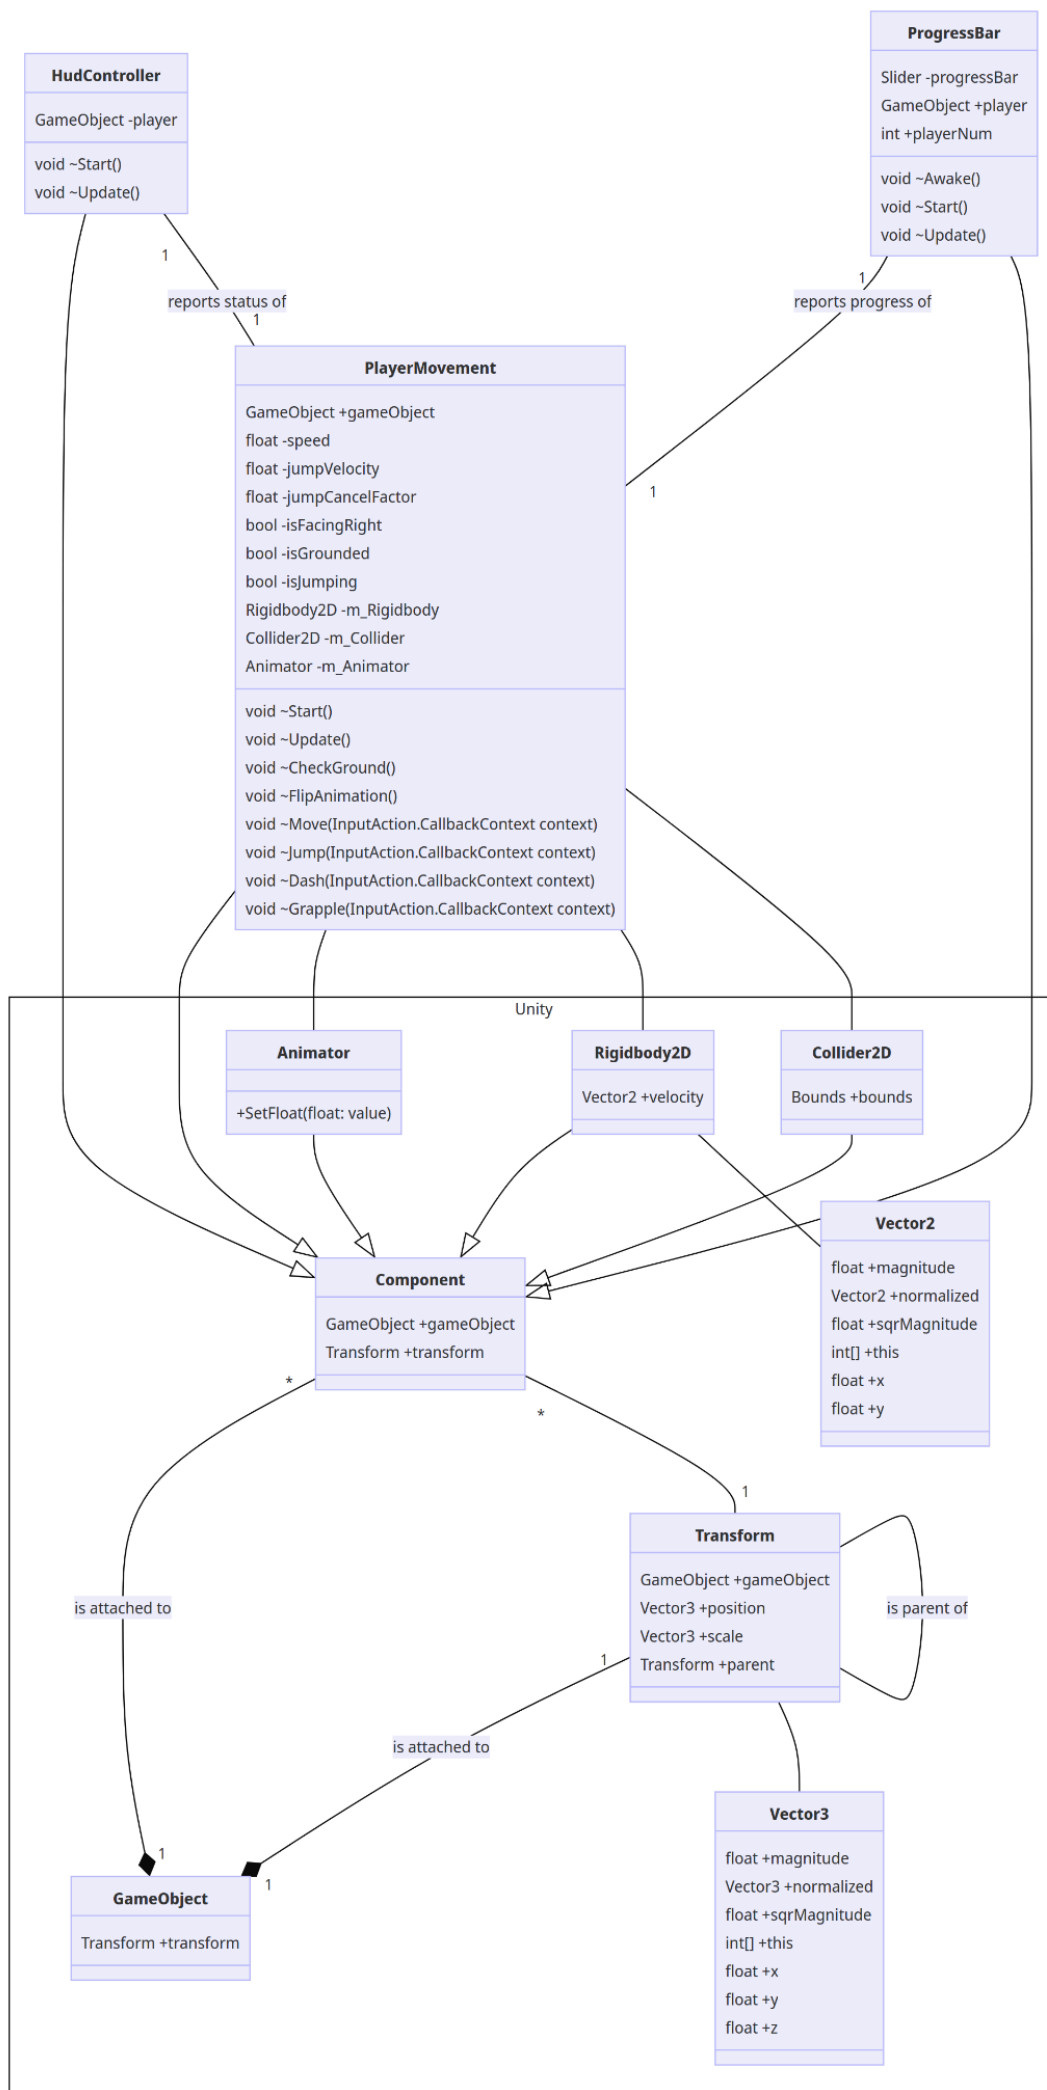 HudController
GameObject -player
void ~Start()
void ~Update()
ProgressBar
Slider -progressBar
GameObject +player
int +playerNum
void ~Awake()
void ~Start()
void ~Update()
1
reports status of
1
1
reports progress of
1
PlayerMovement
GameObject +gameObject
float -speed
float -jumpVelocity
float -jumpCancelFactor
bool -isFacingRight
bool -isGrounded
bool -isJumping
Rigidbody2D -m_Rigidbody
Collider2D -m_Collider
Animator -m_Animator
void ~Start()
void ~Update()
void ~CheckGround()
void ~FlipAnimation()
void ~Move(InputAction.CallbackContext context)
void ~Jump(InputAction.CallbackContext context)
void ~Dash(InputAction.CallbackContext context)
void ~Grapple(InputAction.CallbackContext context)
Unity
Animator
+SetFloat(float: value)
Rigidbody2D
Vector2 +velocity
Collider2D
Bounds +bounds
Vector2
float +magnitude
Vector2 +normalized
float +sqrMagnitude
int[] +this
float +x
float +y
Component
GameObject +gameObject
Transform +transform
*
*
1
Transform
GameObject +gameObject
Vector3 +position
Vector3 +scale
Transform +parent
is parent of
is attached to
1
is attached to
1
1
GameObject
Transform +transform
Vector3
float +magnitude
Vector3 +normalized
float +sqrMagnitude
int[] +this
float +x
float +y
float +z